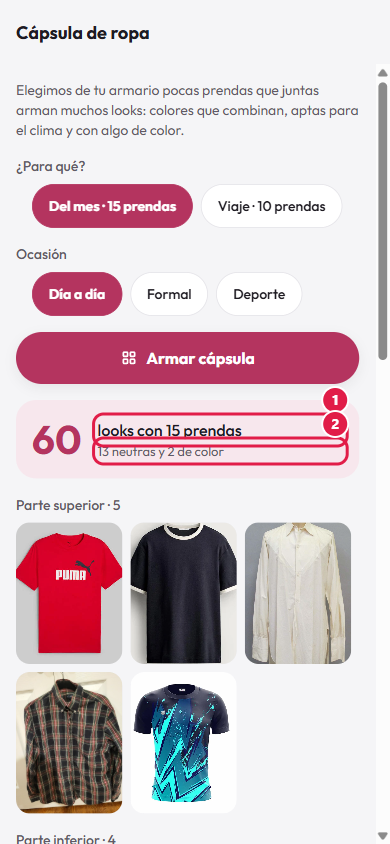 Cápsula de ropa
Elegimos de tu armario pocas prendas que juntas
arman muchos looks: colores que combinan, aptas para
el clima y con algo de color.
¿Para qué?
Del mes · 15 prendas
Viaje · 10 prendas
Ocasión
Día a día
Formal
Deporte
Armar cápsula
1
60
looks con 15 prendas
2
13 neutras y 2 de color
Parte superior · 5
PUMA
Parte inferior · 4